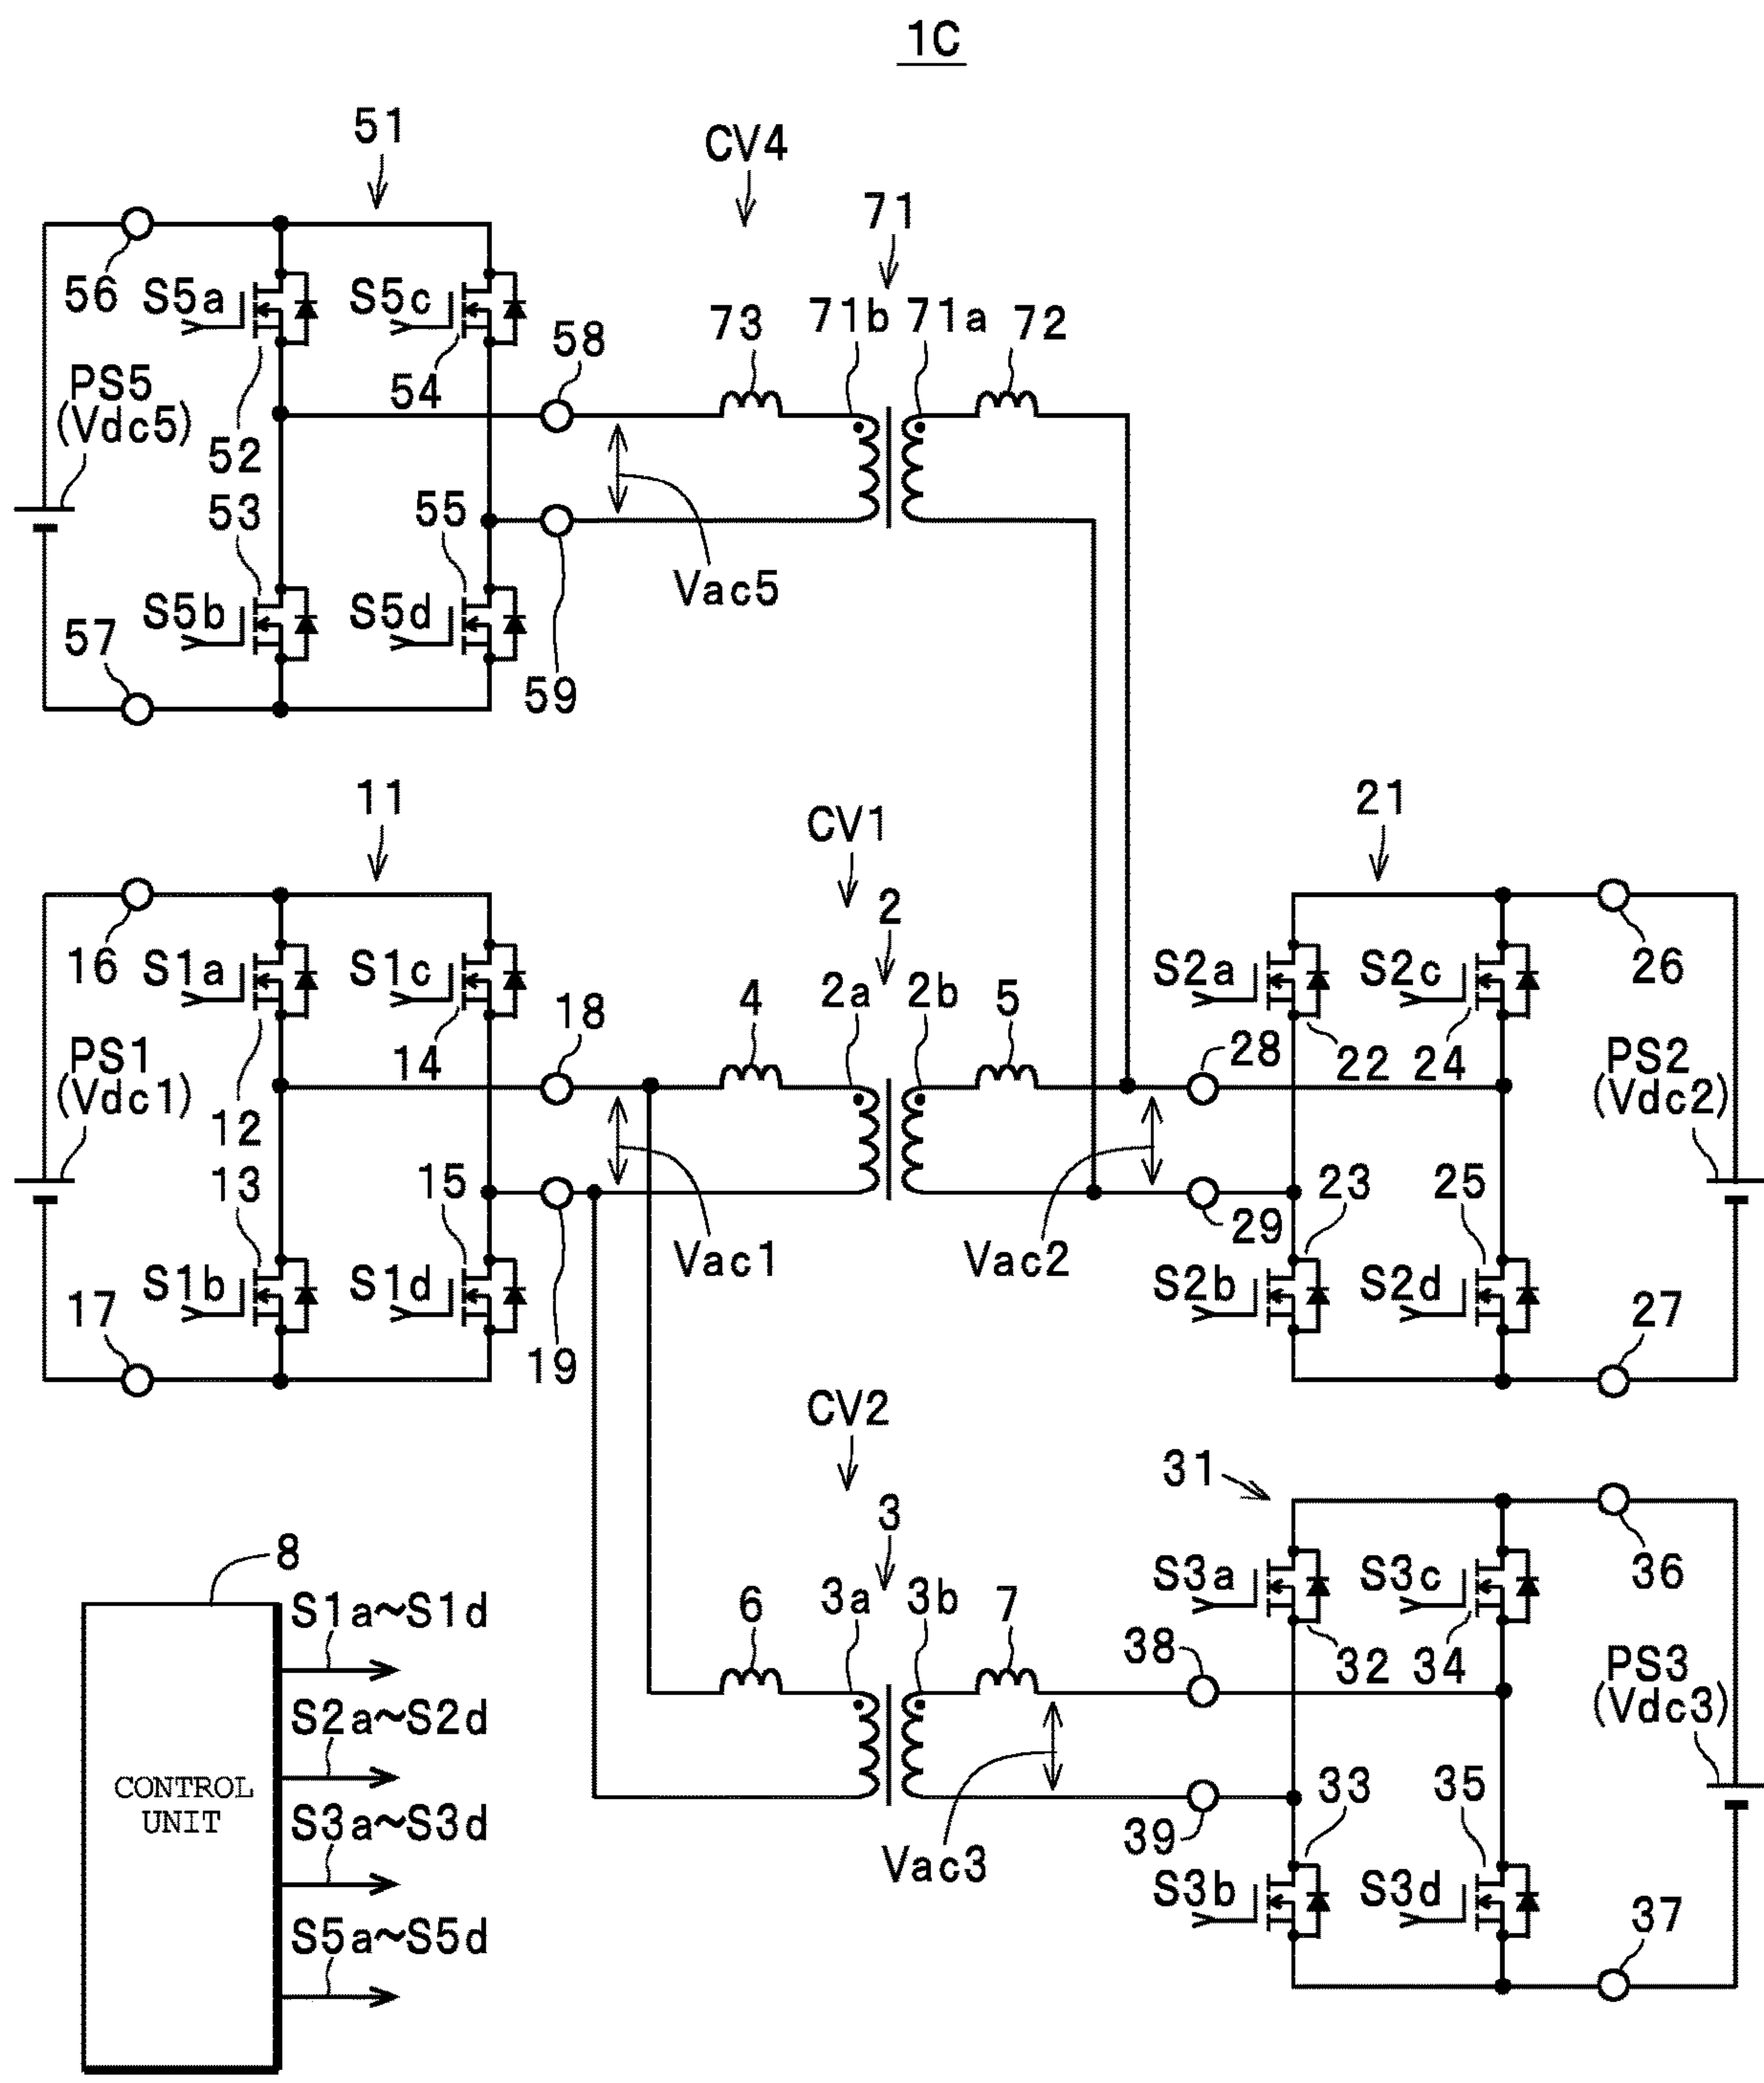 1C
51
CV4
71
56
S5a
S5c
58
73
71b
71a
72
PS5
(Vdc5)
52
54
53
55
Vac5
S5b
S5d
57
59
11
CV1
21
2
16
S1a
S1c
18
4
2a
2b
5
S2a
S2c
26
PS1
(Vdc1)
12
14
28
22
24
PS2
(Vdc2)
13
15
29
23
25
Vac1
Vac2
S1b
S1d
S2b
S2d
17
19
27
CV2
31
3
8
S1a~S1d
6
3a
3b
7
38
S3a
S3c
36
32
34
PS3
(Vdc3)
S2a~S2d
CONTROL
UNIT
S3a~S3d
Vac3
39
33
35
S3b
S3d
37
S5a~S5d